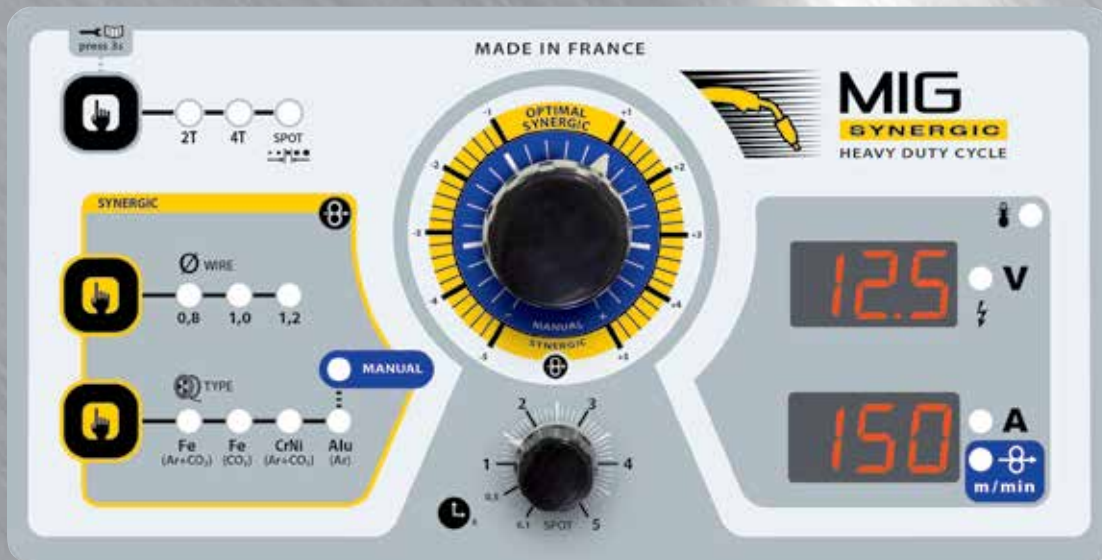 press 3s
2T 4T SPOT
MADE IN FRANCE
MIG
SYNERGIC
HEAVY DUTY CYCLE
-1 OPTIMAL +1
SYNERGIC
-2 +2
-3 +3
-4 +4
- MANUAL +
-5 SYNERGIC +5
SYNERGIC
Ø WIRE
0,8 1,0 1,2
MANUAL
TYPE
Fe Fe CrNi Alu
(Ar+CO₂) (CO₂) (Ar+CO₂) (Ar)
2 3
1 4
0.5
0.1 SPOT 5
12.5 V
150 A
m/min